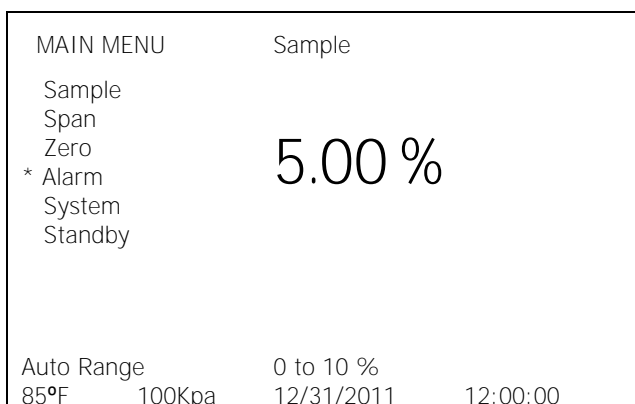 MAIN MENU Sample
Sample
Span
Zero
5.00 %
* Alarm
System
Standby
Auto Range 0 to 10 %
85ºF 100Kpa 12/31/2011 12:00:00